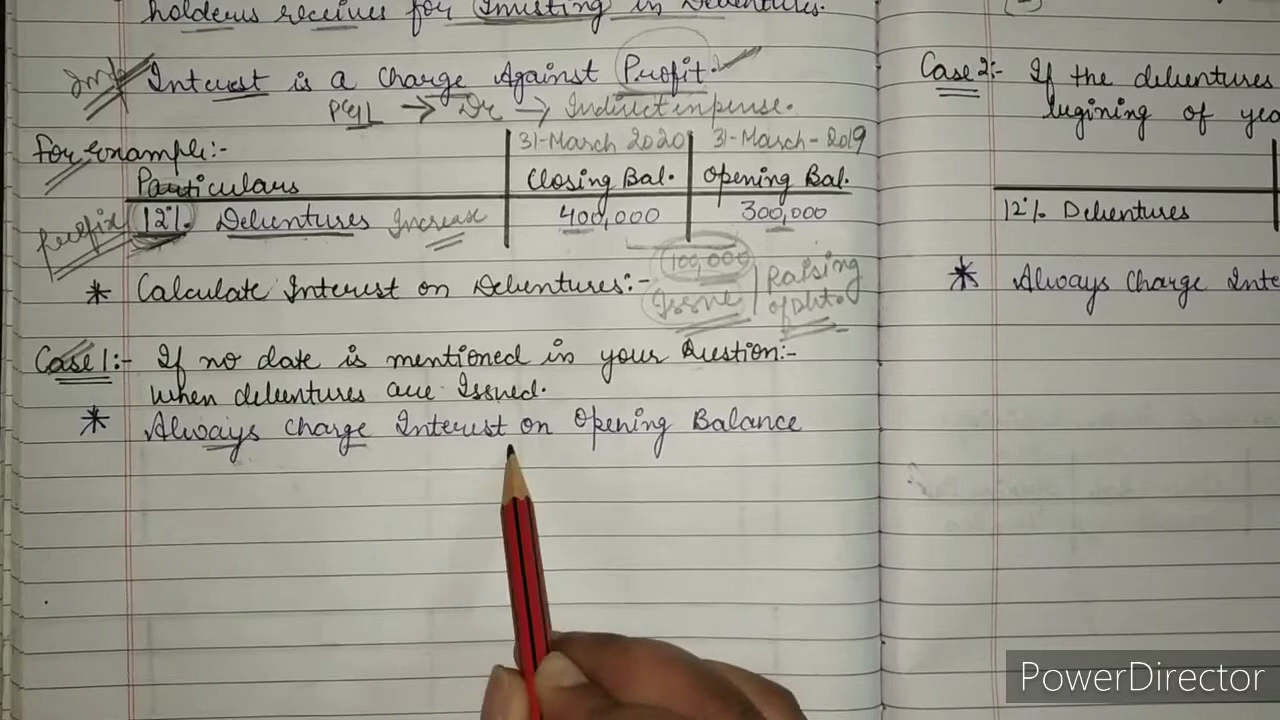 holders receives for Investing in Debentures.
Imp Interest is a charge Against Profit.
P&L → Dr → Indirect expense.
For example:-
31-March 2020 31-March-2019
Particulars Closing Bal. Opening Bal.
Prefix 12% Debentures Increase 400,000 300,000
100,000
* Calculate Interest on Debentures:-
Issue Raising of Debt.
Case 1:- If no date is mentioned in your Question:-
when debentures are Issued.
* Always charge Interest on Opening Balance
Case 2:- If the debentures
begining of yea
12% Debentures
* Always Charge Inte
PowerDirector